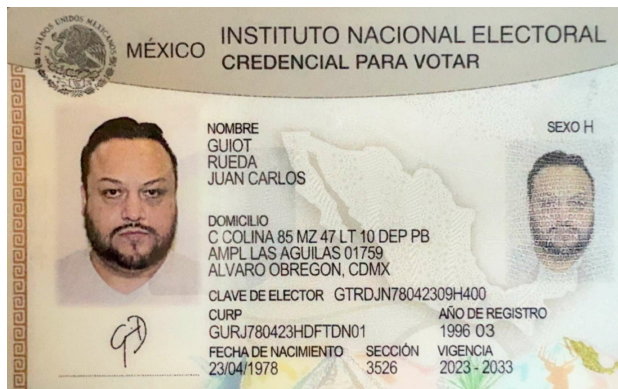 ESTADOS UNIDOS MEXICANOS
MÉXICO
INSTITUTO NACIONAL ELECTORAL
CREDENCIAL PARA VOTAR
NOMBRE
GUIOT
RUEDA
JUAN CARLOS
SEXO H
DOMICILIO
C COLINA 85 MZ 47 LT 10 DEP PB
AMPL LAS AGUILAS 01759
ALVARO OBREGON, CDMX
CLAVE DE ELECTOR GTRDJN78042309H400
CURP
GURJ780423HDFTDN01
AÑO DE REGISTRO
1996 03
FECHA DE NACIMIENTO
23/04/1978
SECCIÓN
3526
VIGENCIA
2023 - 2033